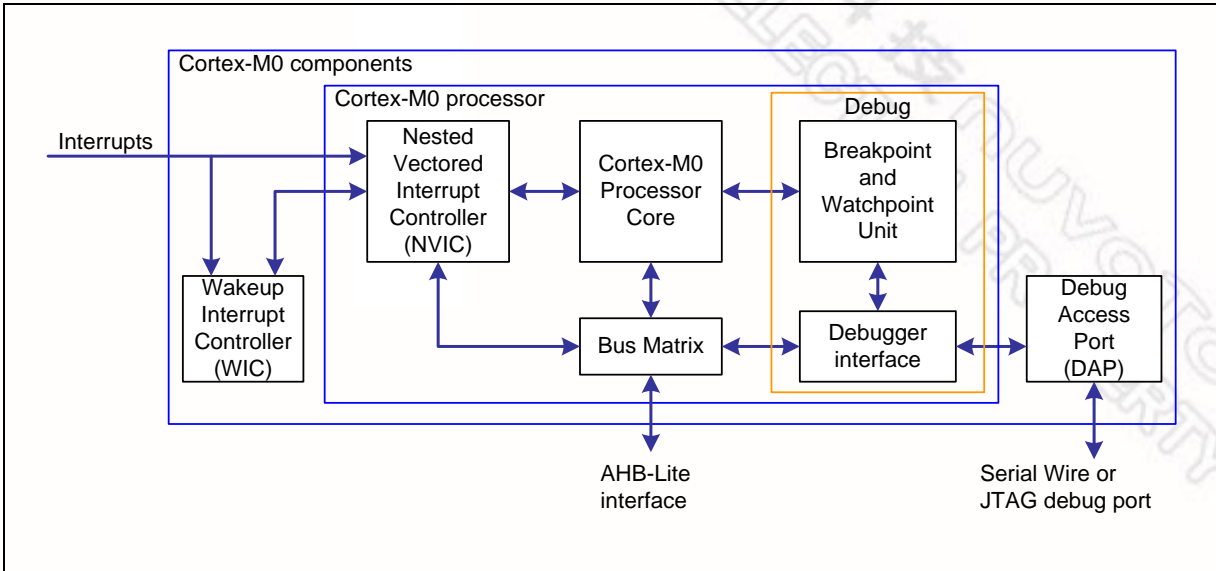 Cortex-M0 components
Cortex-M0 processor
Debug
Interrupts
Nested
Vectored
Interrupt
Controller
(NVIC)
Cortex-M0
Processor
Core
Breakpoint
and
Watchpoint
Unit
Wakeup
Interrupt
Controller
(WIC)
Bus Matrix
Debugger
interface
Debug
Access
Port
(DAP)
AHB-Lite
interface
Serial Wire or
JTAG debug port